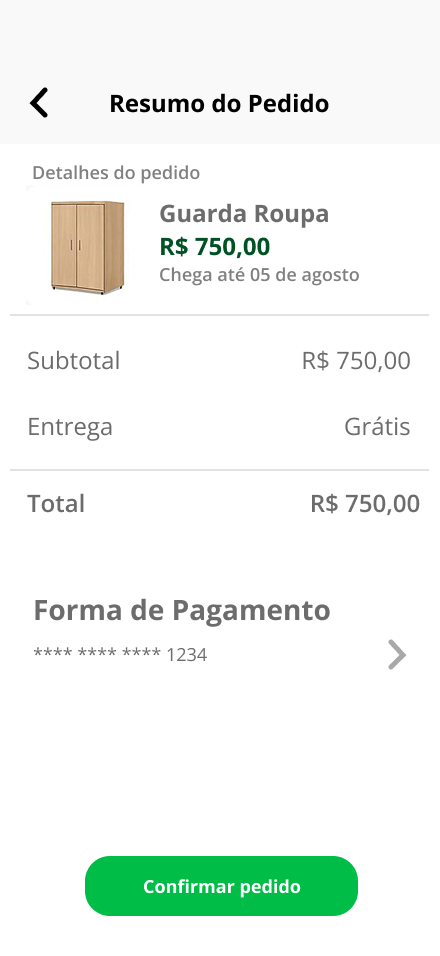 Resumo do Pedido
Detalhes do pedido
Guarda Roupa
R$ 750,00
Chega até 05 de agosto
Subtotal R$ 750,00
Entrega Grátis
Total R$ 750,00
Forma de Pagamento
**** **** **** 1234
Confirmar pedido